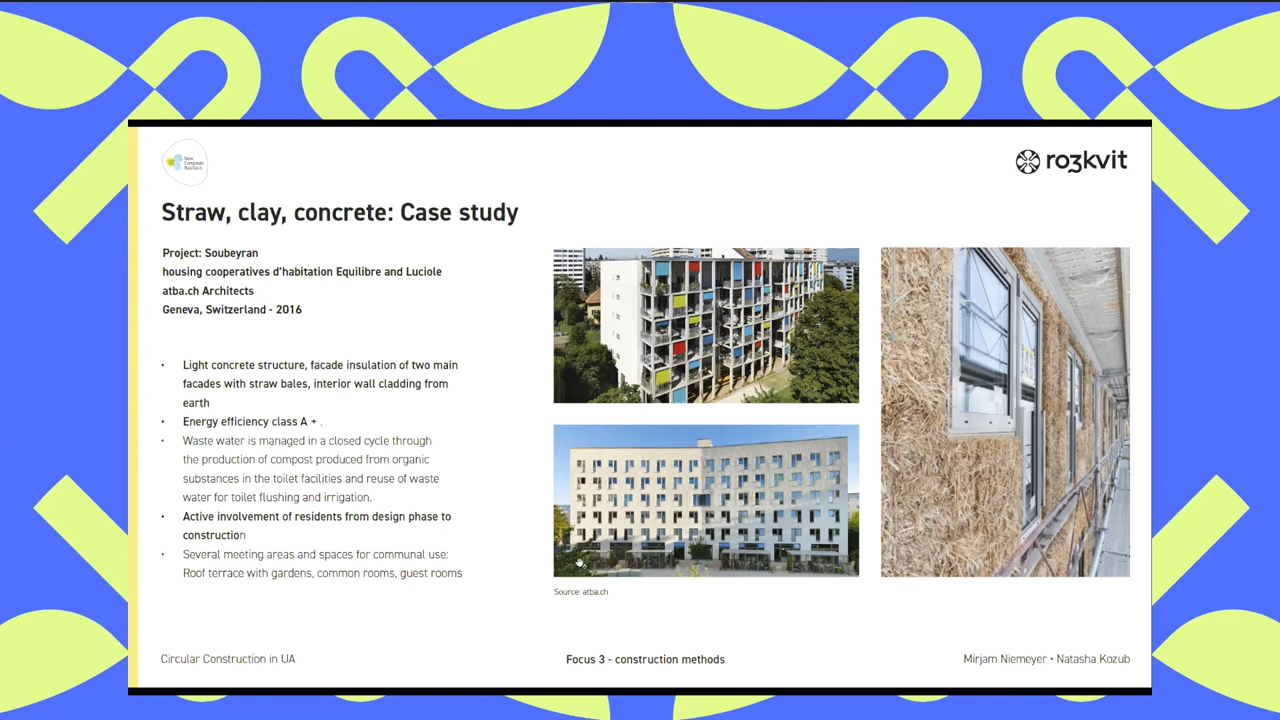 New
European
Bauhaus
ro3kvit
Straw, clay, concrete: Case study
Project: Soubeyran
housing cooperatives d'habitation Equilibre and Luciole
atba.ch Architects
Geneva, Switzerland - 2016
• Light concrete structure, facade insulation of two main
facades with straw bales, interior wall cladding from
earth
• Energy efficiency class A + .
• Waste water is managed in a closed cycle through
the production of compost produced from organic
substances in the toilet facilities and reuse of waste
water for toilet flushing and irrigation.
• Active involvement of residents from design phase to
construction
• Several meeting areas and spaces for communal use:
Roof terrace with gardens, common rooms, guest rooms
Source: atba.ch
Circular Construction in UA
Focus 3 - construction methods
Mirjam Niemeyer • Natasha Kozub